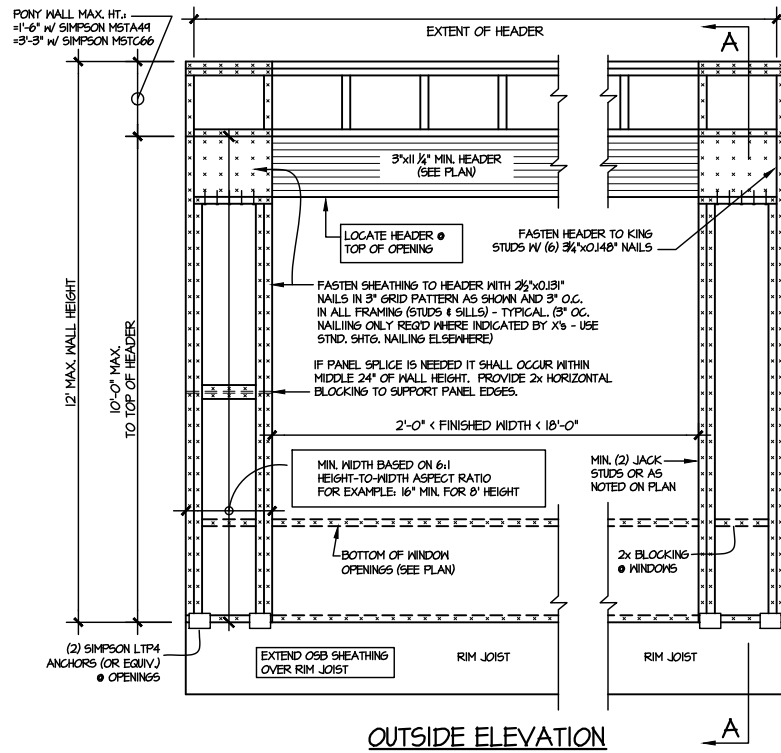 PONY WALL MAX. HT.:
=1'-6" W/ SIMPSON MSTA49
=3'-3" W/ SIMPSON MSTC66
EXTENT OF HEADER
A
3"x11 1/4" MIN. HEADER
(SEE PLAN)
LOCATE HEADER @
TOP OF OPENING
FASTEN HEADER TO KING
STUDS W/ (6) 3 1/4"x0.148" NAILS
FASTEN SHEATHING TO HEADER WITH 2 1/2"x0.131"
NAILS IN 3" GRID PATTERN AS SHOWN AND 3" O.C.
IN ALL FRAMING (STUDS & SILLS) - TYPICAL. (3" OC.
NAILIING ONLY REQ'D WHERE INDICATED BY X's - USE
STND. SHTG. NAILING ELSEWHERE)
12' MAX. WALL HEIGHT
10'-0" MAX.
TO TOP OF HEADER
IF PANEL SPLICE IS NEEDED IT SHALL OCCUR WITHIN
MIDDLE 24" OF WALL HEIGHT. PROVIDE 2x HORIZONTAL
BLOCKING TO SUPPORT PANEL EDGES.
2'-0" < FINISHED WIDTH < 18'-0"
MIN. WIDTH BASED ON 6:1
HEIGHT-TO-WIDTH ASPECT RATIO
FOR EXAMPLE: 16" MIN. FOR 8' HEIGHT
MIN. (2) JACK
STUDS OR AS
NOTED ON PLAN
BOTTOM OF WINDOW
OPENINGS (SEE PLAN)
2x BLOCKING
@ WINDOWS
(2) SIMPSON LTP4
ANCHORS (OR EQUIV.)
@ OPENINGS
EXTEND OSB SHEATHING
OVER RIM JOIST
RIM JOIST
RIM JOIST
A
OUTSIDE ELEVATION